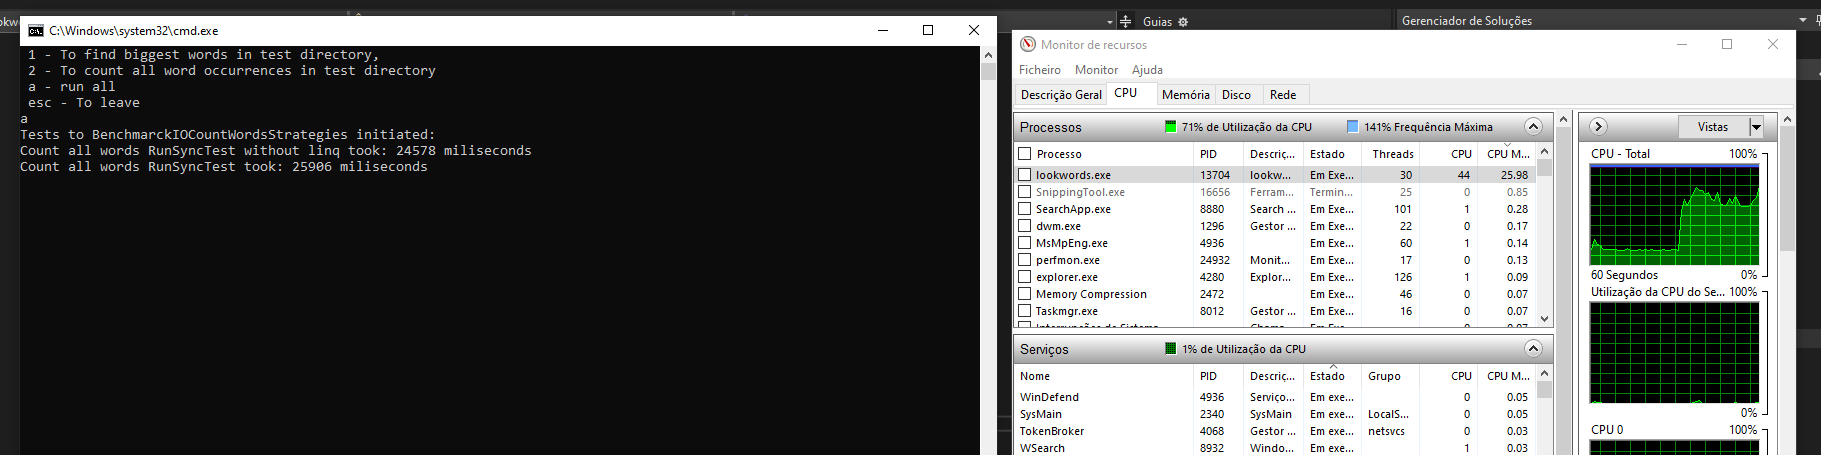 okw
Guias
Gerenciador de Soluções
C:\Windows\system32\cmd.exe
1 - To find biggest words in test directory,
2 - To count all word occurrences in test directory
a - run all
esc - To leave
a
Tests to BenchmarckIOCountWordsStrategies initiated:
Count all words RunSyncTest without linq took: 24578 miliseconds
Count all words RunSyncTest took: 25906 miliseconds
Monitor de recursos
Ficheiro Monitor Ajuda
Descrição Geral CPU Memória Disco Rede
Processos 71% de Utilização da CPU 141% Frequência Máxima
Processo PID Descriç... Estado Threads CPU CPU M...
lookwords.exe 13704 lookw... Em Exe... 30 44 25.98
SnippingTool.exe 16656 Ferram... Termin... 25 0 0.85
SearchApp.exe 8880 Search ... Em Exe... 101 1 0.28
dwm.exe 1296 Gestor ... Em Exe... 22 0 0.17
MsMpEng.exe 4936 Em Exe... 60 1 0.14
perfmon.exe 24932 Monit... Em Exe... 17 0 0.13
explorer.exe 4280 Explor... Em Exe... 126 1 0.09
Memory Compression 2472 Em Exe... 46 0 0.07
Taskmgr.exe 8012 Gestor ... Em Exe... 16 0 0.07
Serviços 1% de Utilização da CPU
Nome PID Descriç... Estado Grupo CPU CPU M...
WinDefend 4936 Serviço... Em exe... 0 0.05
SysMain 2340 SysMain Em exe... LocalS... 0 0.05
TokenBroker 4068 Gestor ... Em exe... netsvcs 0 0.03
WSearch 8932 Windo... Em exe... 1 0.03
Vistas
CPU - Total 100%
60 Segundos 0%
Utilização da CPU do Se... 100%
0%
CPU 0 100%